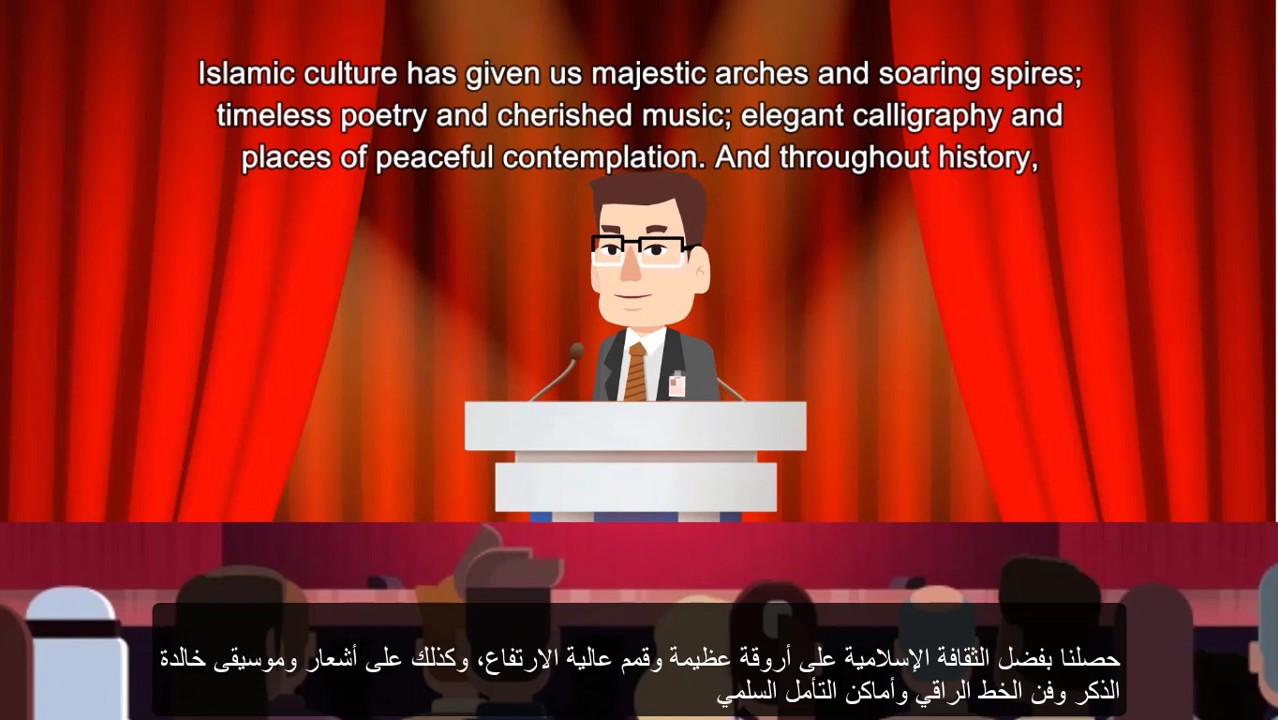 Islamic culture has given us majestic arches and soaring spires;
timeless poetry and cherished music; elegant calligraphy and
places of peaceful contemplation. And throughout history,
حصلنا بفضل الثقافة الإسلامية على أروقة عظيمة وقمم عالية الارتفاع، وكذلك على أشعار وموسيقى خالدة
الذكر وفن الخط الراقي وأماكن التأمل السلمي